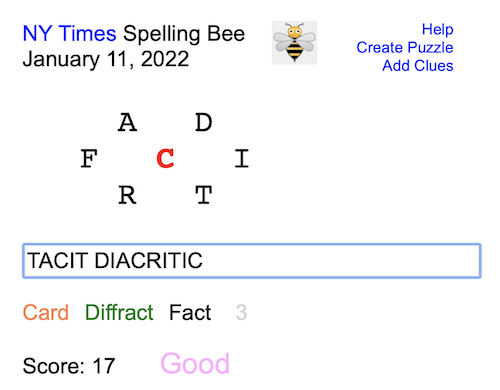 NY Times Spelling Bee
January 11, 2022
Help
Create Puzzle
Add Clues
A D
F C I
R T
TACIT DIACRITIC
Card Diffract Fact 3
Score: 17 Good